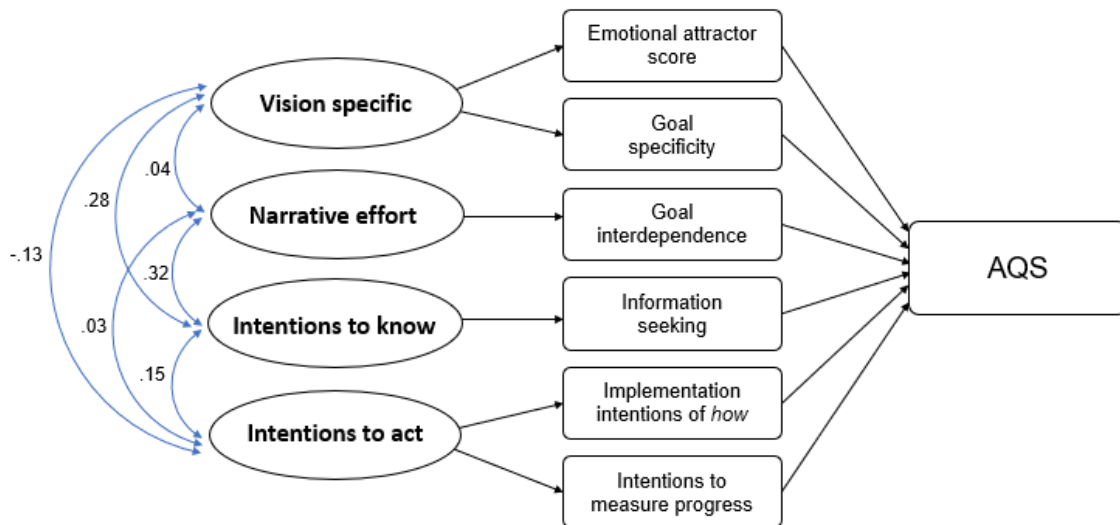 Emotional attractor
score
Vision specific
Goal
specificity
.04
.28
Narrative effort
Goal
interdependence
-.13
.32
AQS
Intentions to know
Information
seeking
.03
.15
Implementation
intentions of how
Intentions to act
Intentions to
measure progress